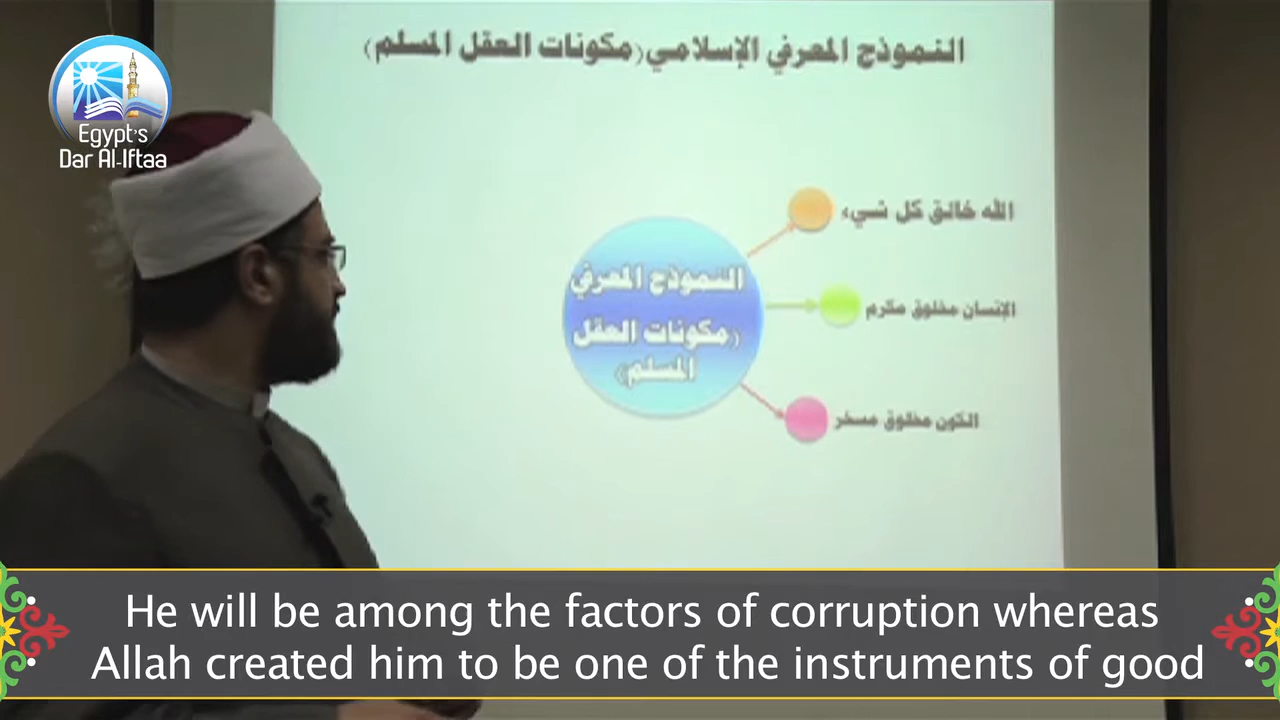 Egypt's
Dar Al-Iftaa
النموذج المعرفي الإسلامي(مكونات العقل المسلم)
الله خالق كل شيء
النموذج المعرفي
(مكونات العقل
المسلم)
الإنسان مخلوق مكرم
الكون مخلوق مسخر
He will be among the factors of corruption whereas
Allah created him to be one of the instruments of good